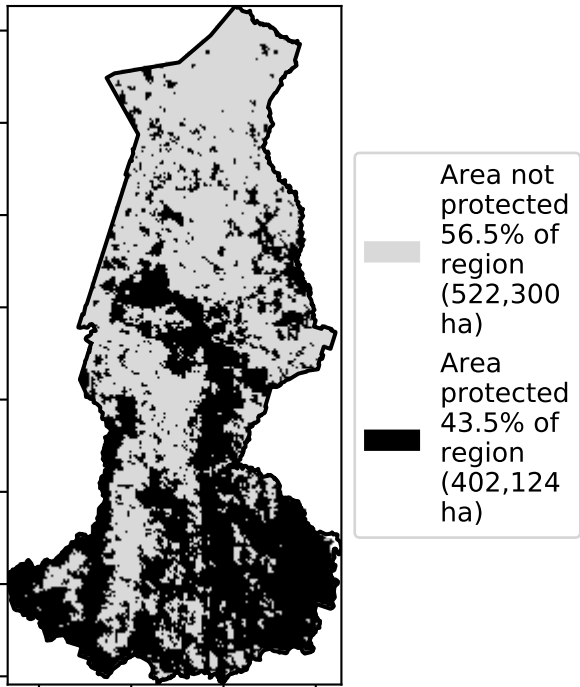 Area not
protected
56.5% of
region
(522,300
ha)
Area
protected
43.5% of
region
(402,124
ha)